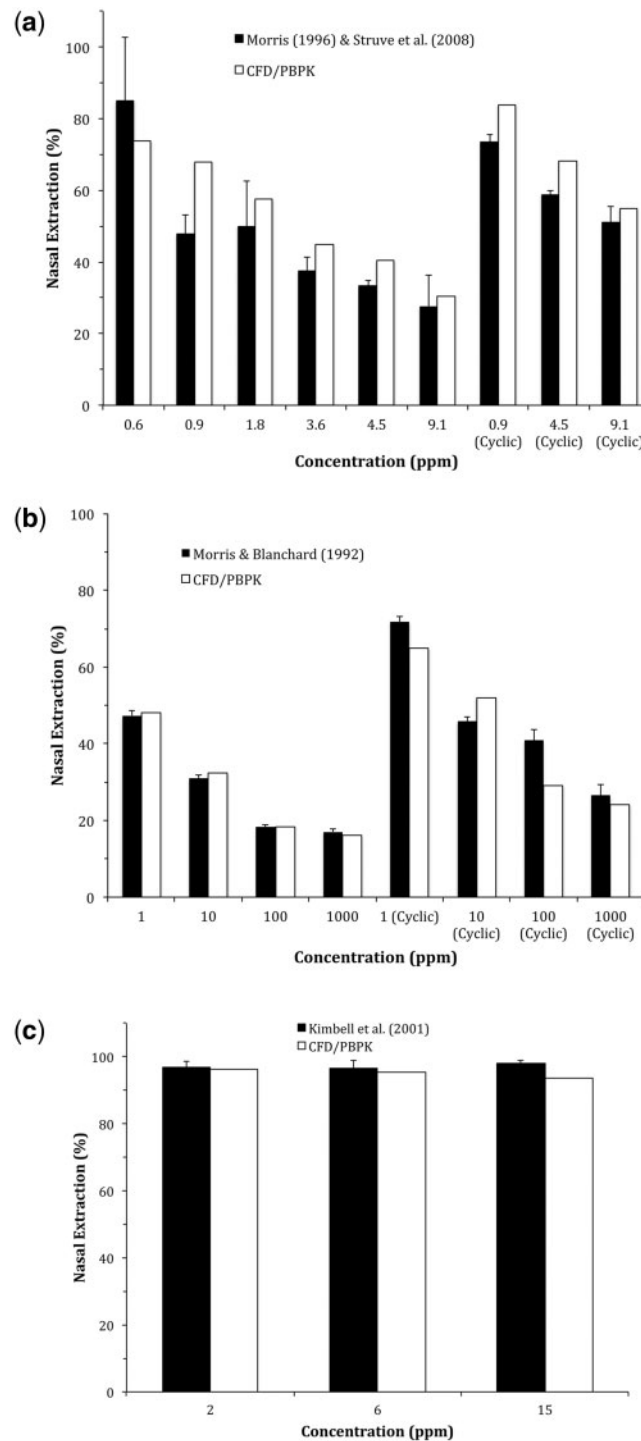 (a)
Morris (1996) & Struve et al. (2008)
CFD/PBPK
100
80
60
40
20
0
Nasal Extraction (%)
0.6 0.9 1.8 3.6 4.5 9.1 0.9 4.5 9.1
(Cyclic) (Cyclic) (Cyclic)
Concentration (ppm)
(b)
Morris & Blanchard (1992)
CFD/PBPK
100
80
60
40
20
0
Nasal Extraction (%)
1 10 100 1000 1 (Cyclic) 10 100 1000
(Cyclic) (Cyclic) (Cyclic)
Concentration (ppm)
(c)
Kimbell et al. (2001)
CFD/PBPK
100
80
60
40
20
0
Nasal Extraction (%)
2 6 15
Concentration (ppm)